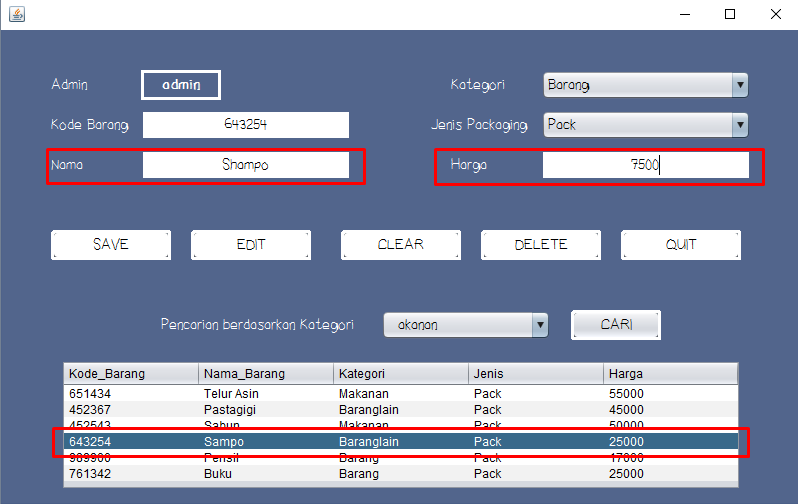 Admin admin Kategori Barang
Kode Barang 643254 Jenis Packaging Pack
Nama Shampo Harga 7500
SAVE EDIT CLEAR DELETE QUIT
Pencarian berdasarkan Kategori akanan CARI
Kode_Barang Nama_Barang Kategori Jenis Harga
651434 Telur Asin Makanan Pack 55000
452367 Pastagigi Baranglain Pack 45000
452543 Sabun Makanan Pack 50000
643254 Sampo Baranglain Pack 25000
989900 Pensil Barang Pack 17000
761342 Buku Barang Pack 25000